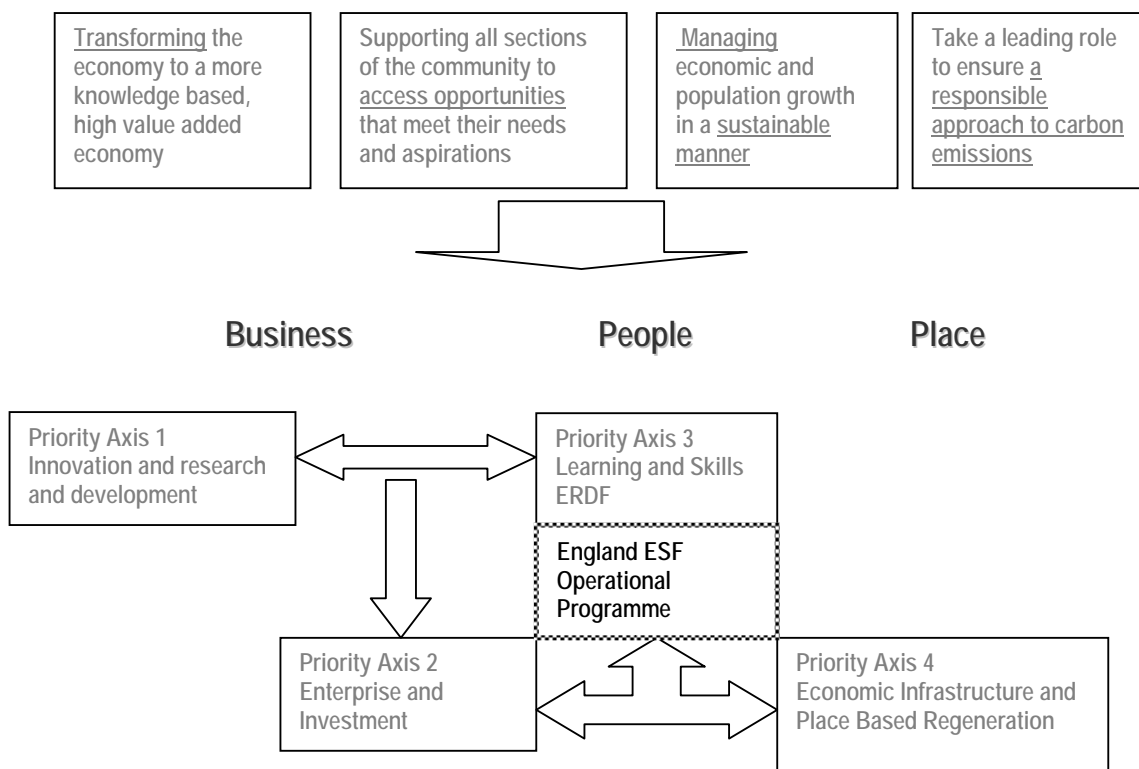 Transforming the
economy to a more
knowledge based,
high value added
economy
Supporting all sections
of the community to
access opportunities
that meet their needs
and aspirations
Managing
economic and
population growth
in a sustainable
manner
Take a leading role
to ensure a
responsible
approach to carbon
emissions
Business
People
Place
Priority Axis 1
Innovation and research
and development
Priority Axis 3
Learning and Skills
ERDF
England ESF
Operational
Programme
Priority Axis 2
Enterprise and
Investment
Priority Axis 4
Economic Infrastructure and
Place Based Regeneration